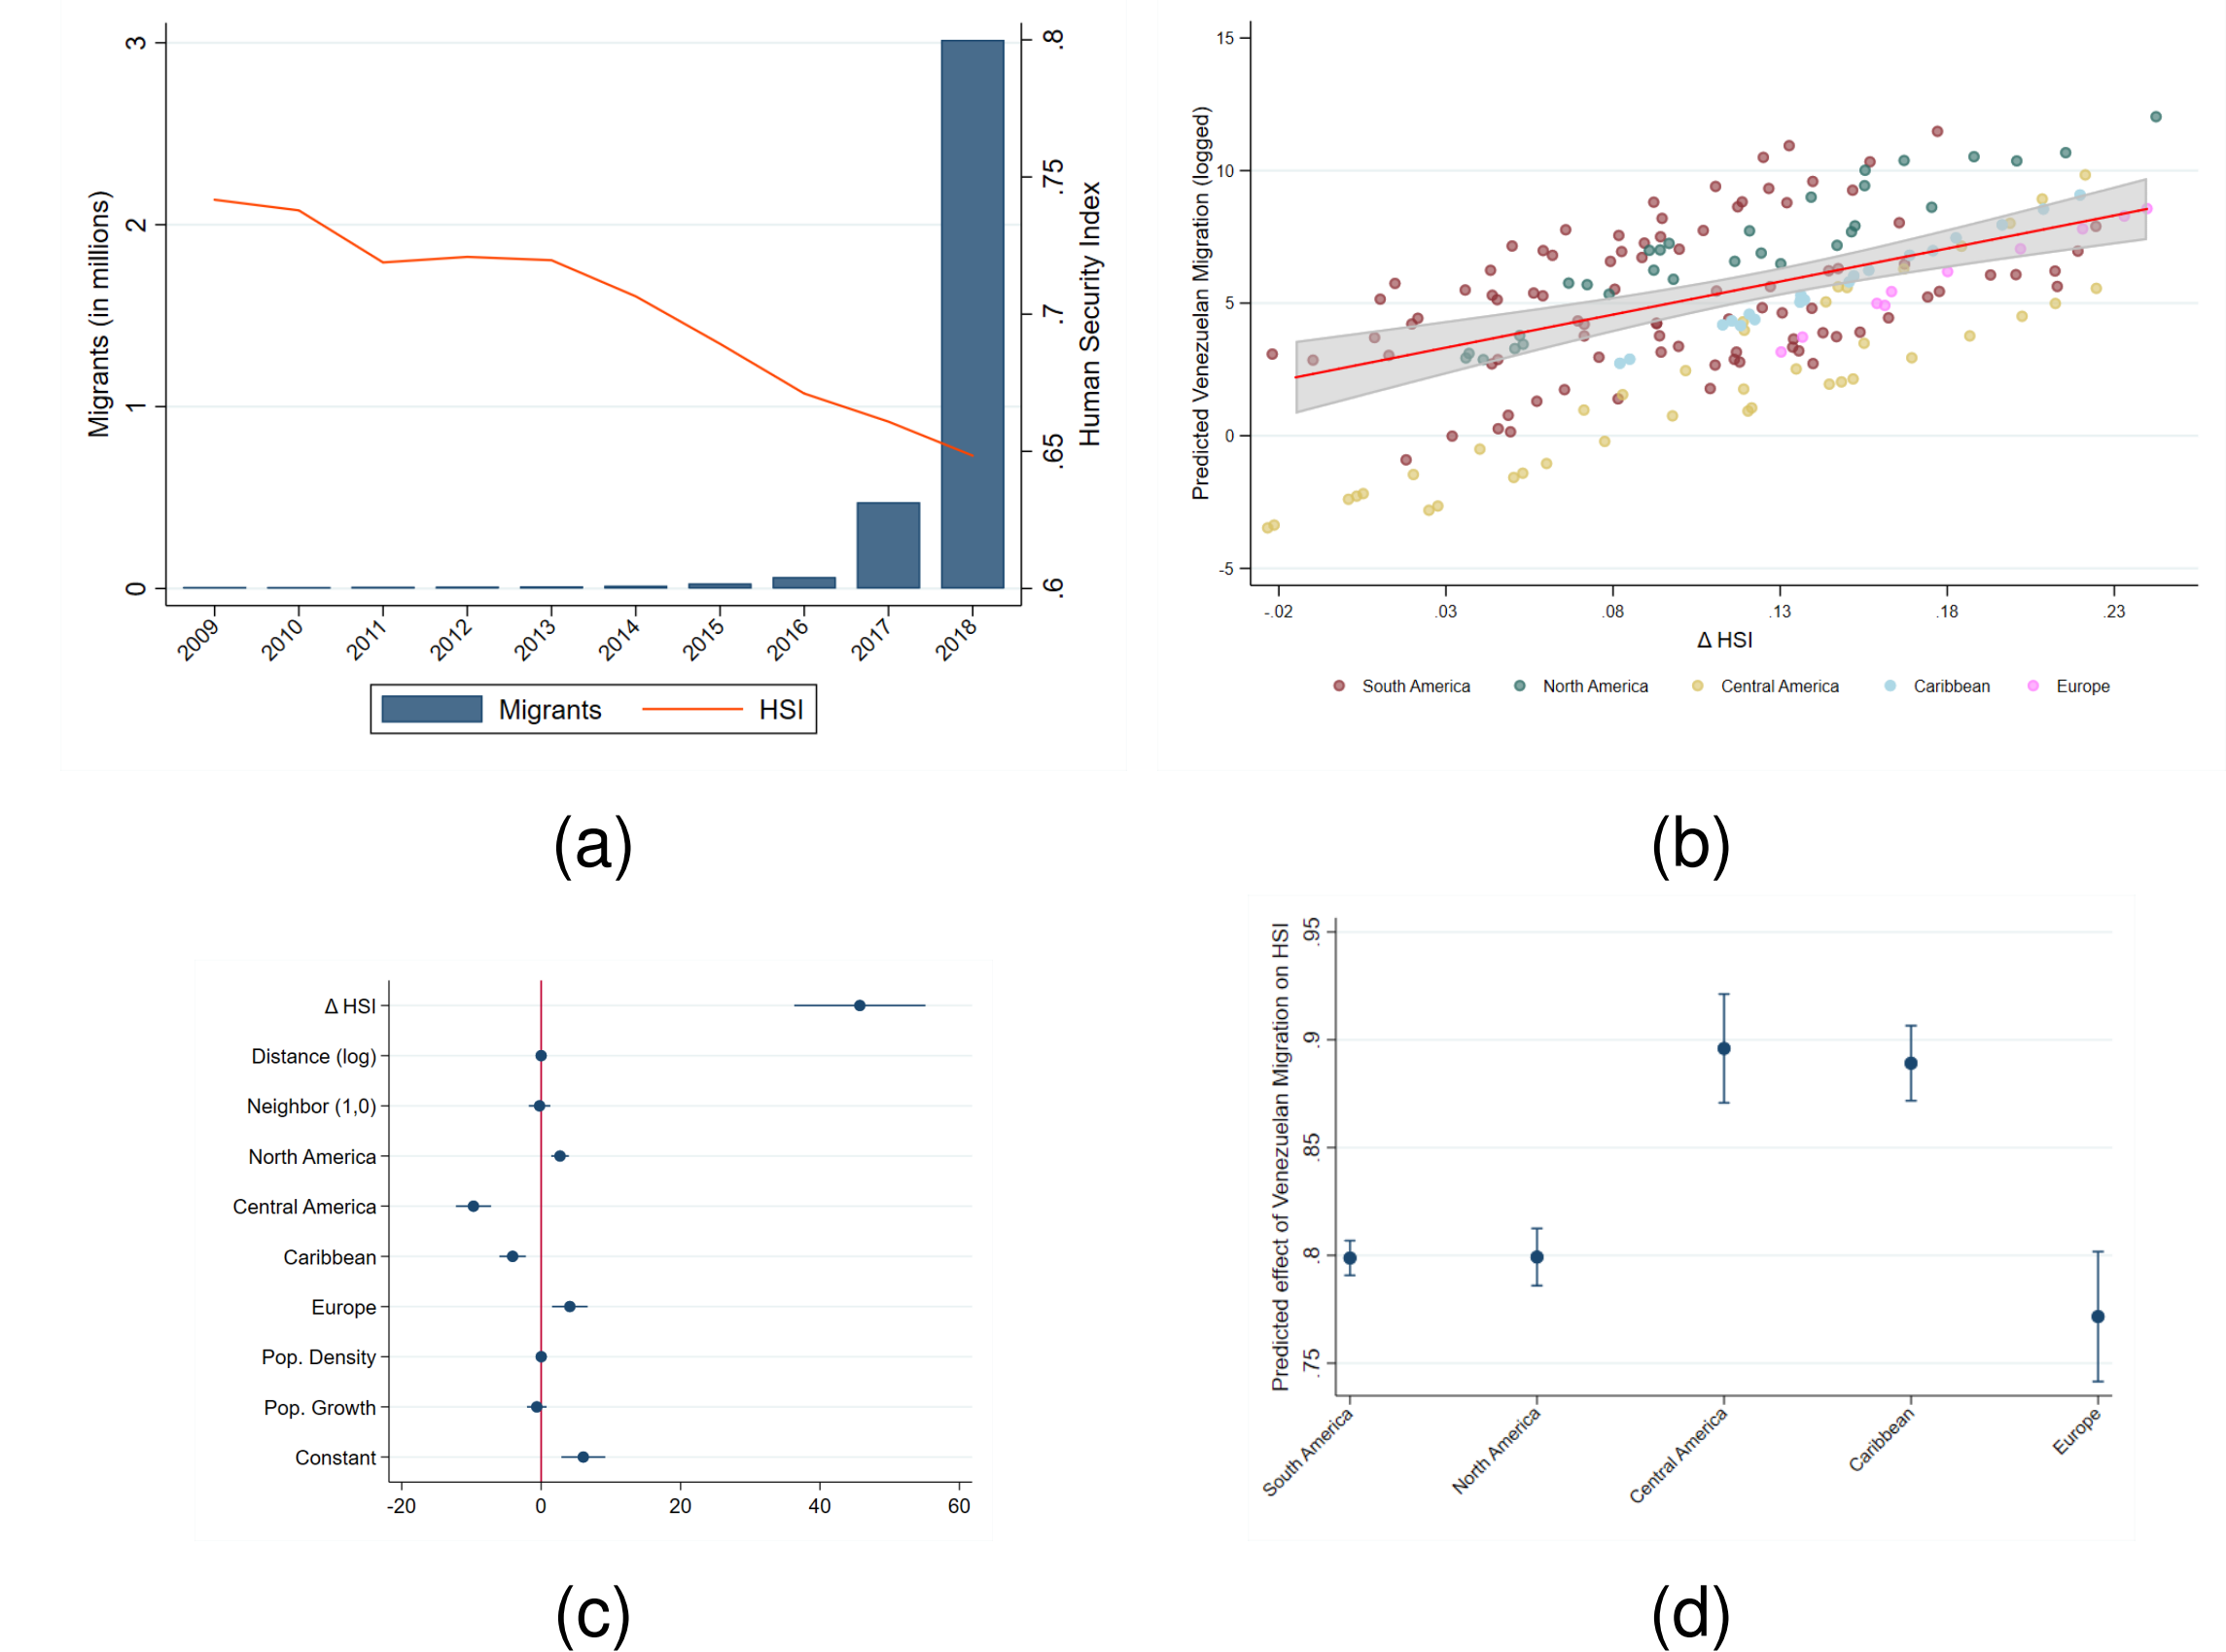 Migrants (in millions)
3
2
1
0
.8
.75
.7
.65
.6
Human Security Index
2009
2010
2011
2012
2013
2014
2015
2016
2017
2018
Migrants
HSI
(a)
Predicted Venezuelan Migration (logged)
15
10
5
0
-5
-.02
.03
.08
.13
.18
.23
Δ HSI
South America
North America
Central America
Caribbean
Europe
(b)
Δ HSI
Distance (log)
Neighbor (1,0)
North America
Central America
Caribbean
Europe
Pop. Density
Pop. Growth
Constant
-20
0
20
40
60
(c)
Predicted effect of Venezuelan Migration on HSI
.95
.9
.85
.8
.75
South America
North America
Central America
Caribbean
Europe
(d)